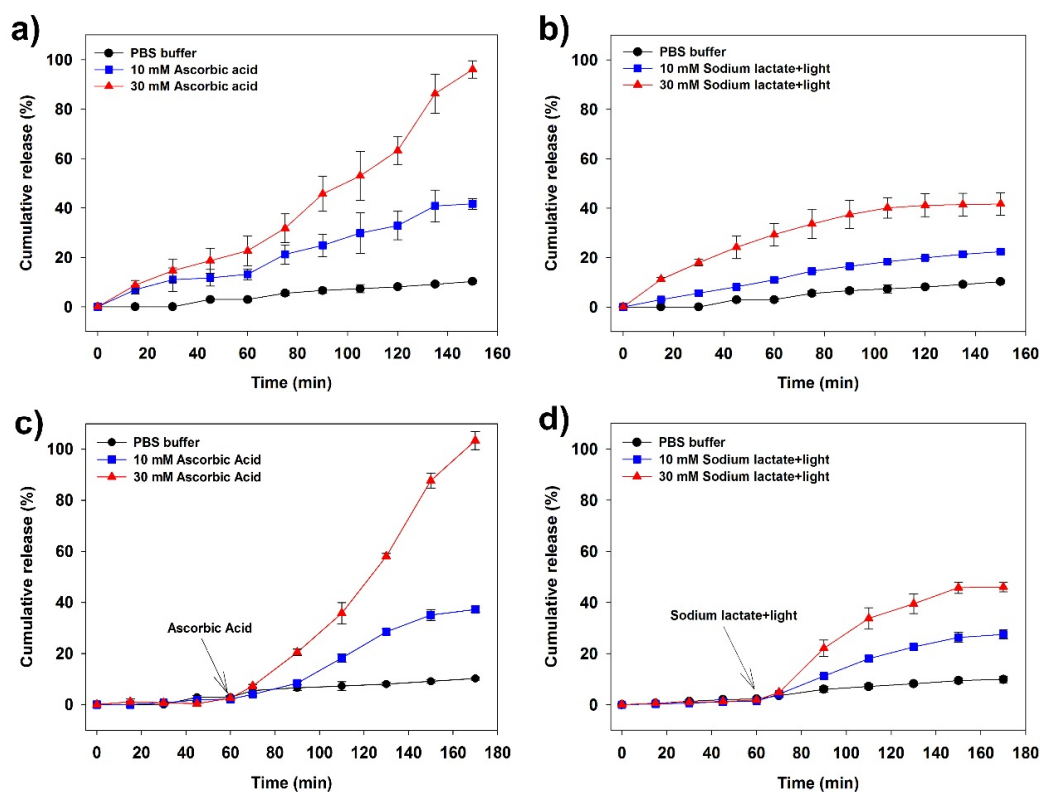 a)
PBS buffer
10 mM Ascorbic acid
30 mM Ascorbic acid
Cumulative release (%)
100
80
60
40
20
0
0 20 40 60 80 100 120 140 160
Time (min)
b)
PBS buffer
10 mM Sodium lactate+light
30 mM Sodium lactate+light
Cumulative release (%)
100
80
60
40
20
0
0 20 40 60 80 100 120 140 160
Time (min)
c)
PBS buffer
10 mM Ascorbic Acid
30 mM Ascorbic Acid
Ascorbic Acid
Cumulative release (%)
100
80
60
40
20
0
0 20 40 60 80 100 120 140 160 180
Time (min)
d)
PBS buffer
10 mM Sodium lactate+light
30 mM Sodium lactate+light
Sodium lactate+light
Cumulative release (%)
100
80
60
40
20
0
0 20 40 60 80 100 120 140 160 180
Time (min)